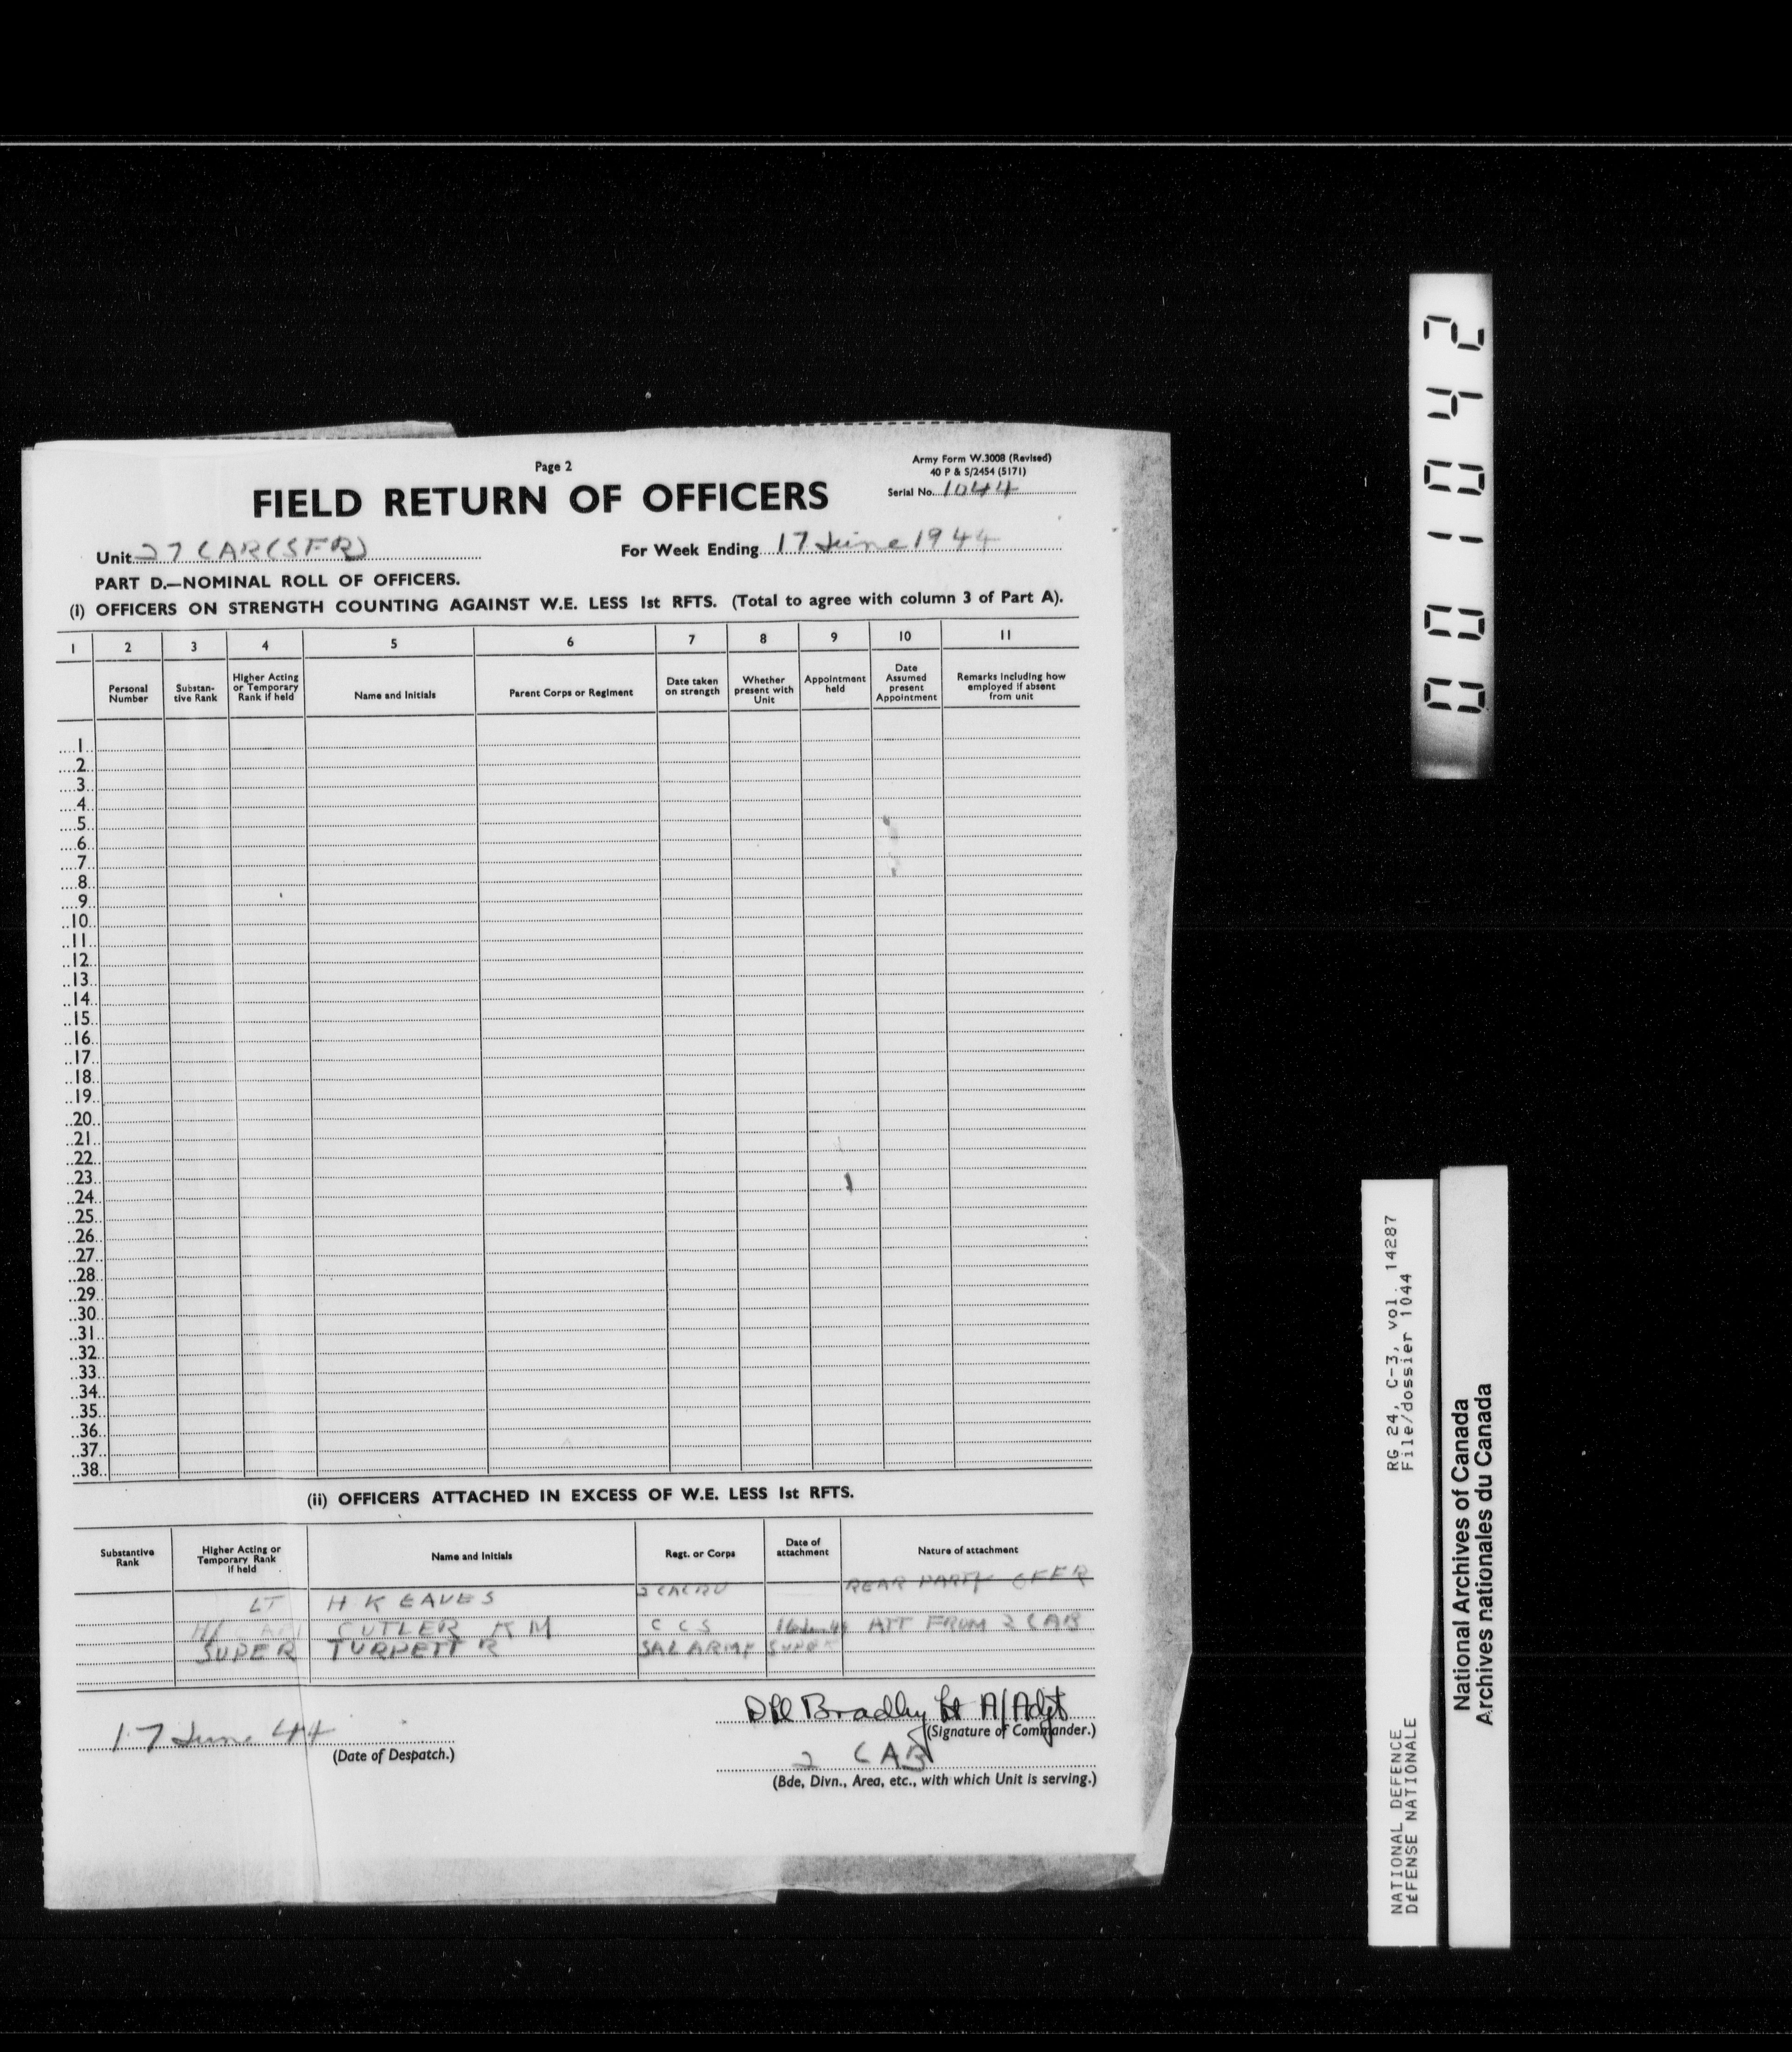 Page 2
Army Form W.3008 (Revised)
40 P & S/2454 (5171)
FIELD RETURN OF OFFICERS
Serial No. 1044
Unit 27 CAR (SFR)
For Week Ending 17 June 1944
PART D.—NOMINAL ROLL OF OFFICERS.
(i) OFFICERS ON STRENGTH COUNTING AGAINST W.E. LESS 1st RFTS. (Total to agree with column 3 of Part A).
1 2 3 4 5 6 7 8 9 10 11
Personal Number
Substantive Rank
Higher Acting or Temporary Rank if held
Name and Initials
Parent Corps or Regiment
Date taken on strength
Whether present with Unit
Appointment held
Date Assumed present Appointment
Remarks including how employed if absent from unit
1
2
3
4
5
6
7
8
9
10
11
12
13
14
15
16
17
18
19
20
21
22
23
24
25
26
27
28
29
30
31
32
33
34
35
36
37
38
(ii) OFFICERS ATTACHED IN EXCESS OF W.E. LESS 1st RFTS.
Substantive Rank
Higher Acting or Temporary Rank if held
Name and Initials
Regt. or Corps
Date of attachment
Nature of attachment
LT H K EAVES 2 CACRU REAR PARTY OFFR
CUTLER K M C C S ATT FROM 2 CAB
SUPER R SAL ARMY
17 June 44
(Date of Despatch.)
Bradley Lt A/Adjt
(Signature of Commander.)
2 CAB
(Bde, Divn., Area, etc., with which Unit is serving.)
001042
RG 24, C-3, vol. 14287
File/dossier 1044
NATIONAL DEFENCE
DÉFENSE NATIONALE
National Archives of Canada
Archives nationales du Canada